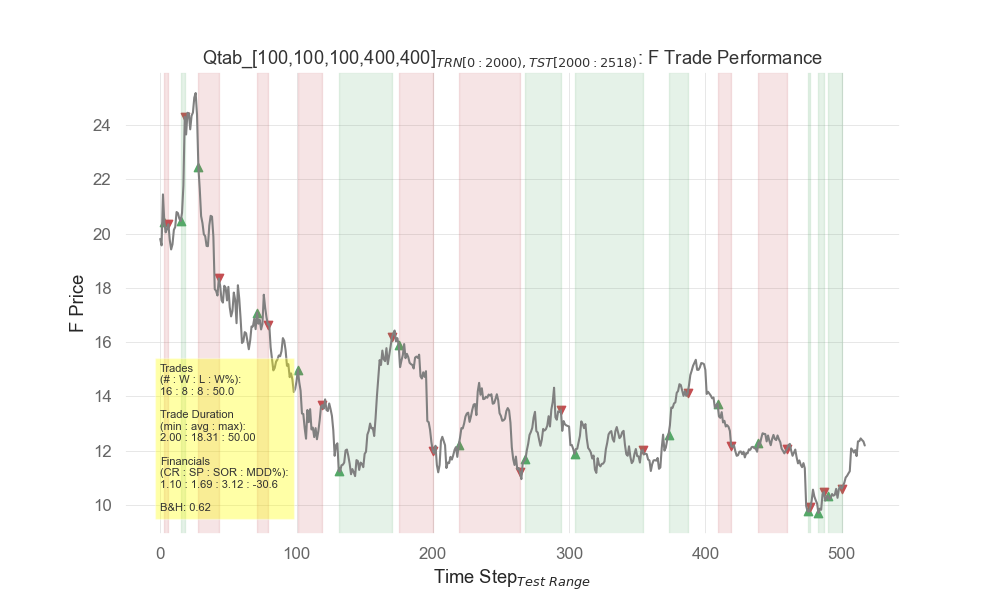 Qtab_[100,100,100,400,400]TRN[0 : 2000), TST[2000 : 2518): F Trade Performance
24
22
20
18
16
14
12
10
F Price
Trades
(# : W : L : W%):
16 : 8 : 8 : 50.0
Trade Duration
(min : avg : max):
2.00 : 18.31 : 50.00
Financials
(CR : SP : SOR : MDD%):
1.10 : 1.69 : 3.12 : -30.6
B&H: 0.62
0 100 200 300 400 500
Time StepTest Range